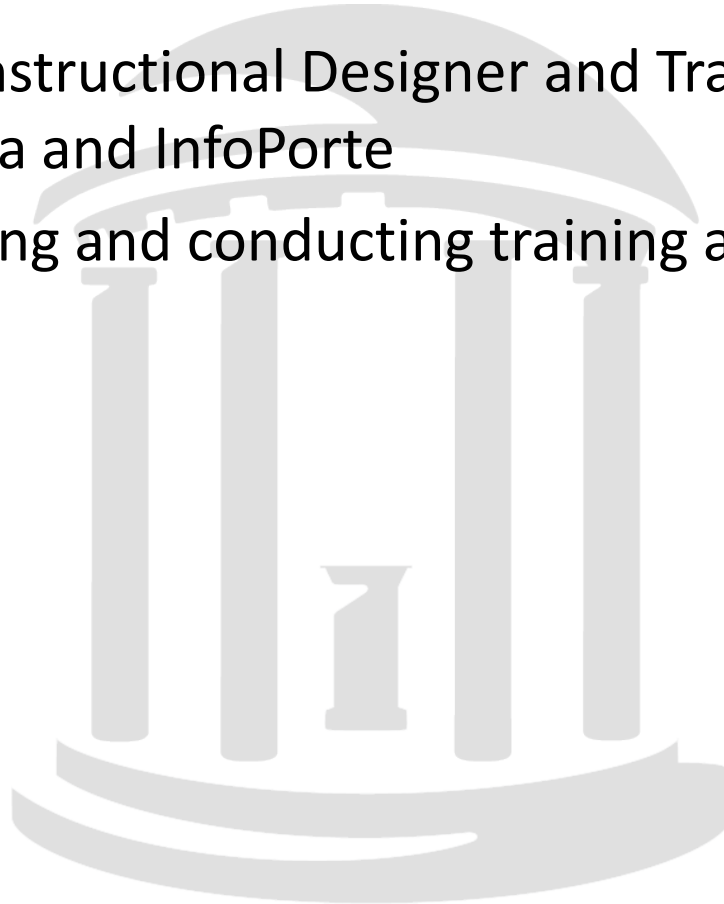 nstructional Designer and Tra
a and InfoPorte
ng and conducting training a